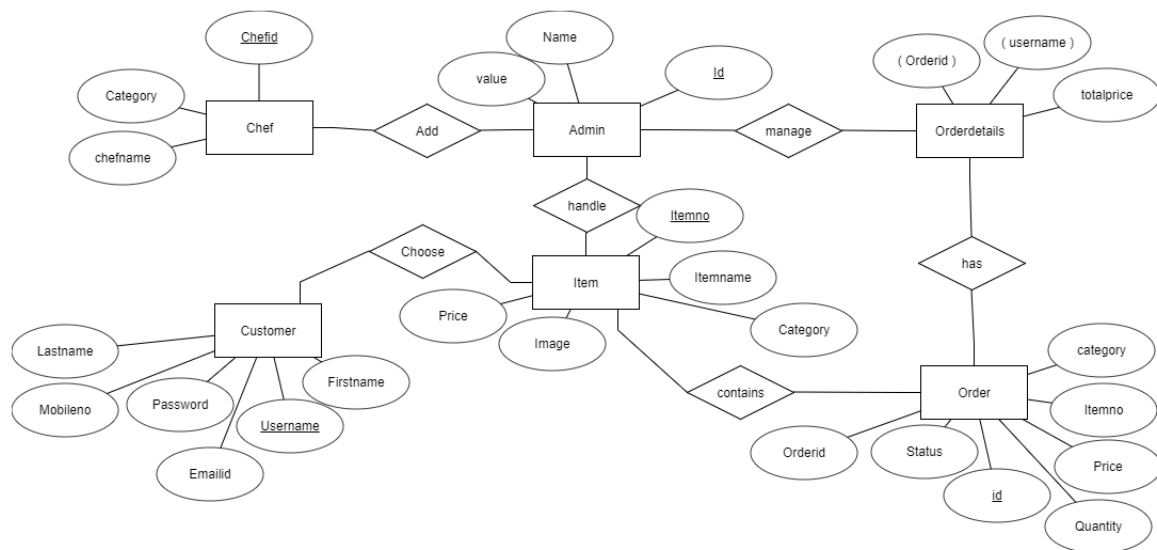 Chefid
Name
( Orderid )
( username )
value
Id
Category
totalprice
Chef
Add
Admin
manage
Orderdetails
chefname
handle
Itemno
Choose
has
Itemname
Item
Price
Category
Customer
Image
Lastname
category
Firstname
Mobileno
Password
contains
Order
Itemno
Username
Orderid
Status
Price
Emailid
id
Quantity